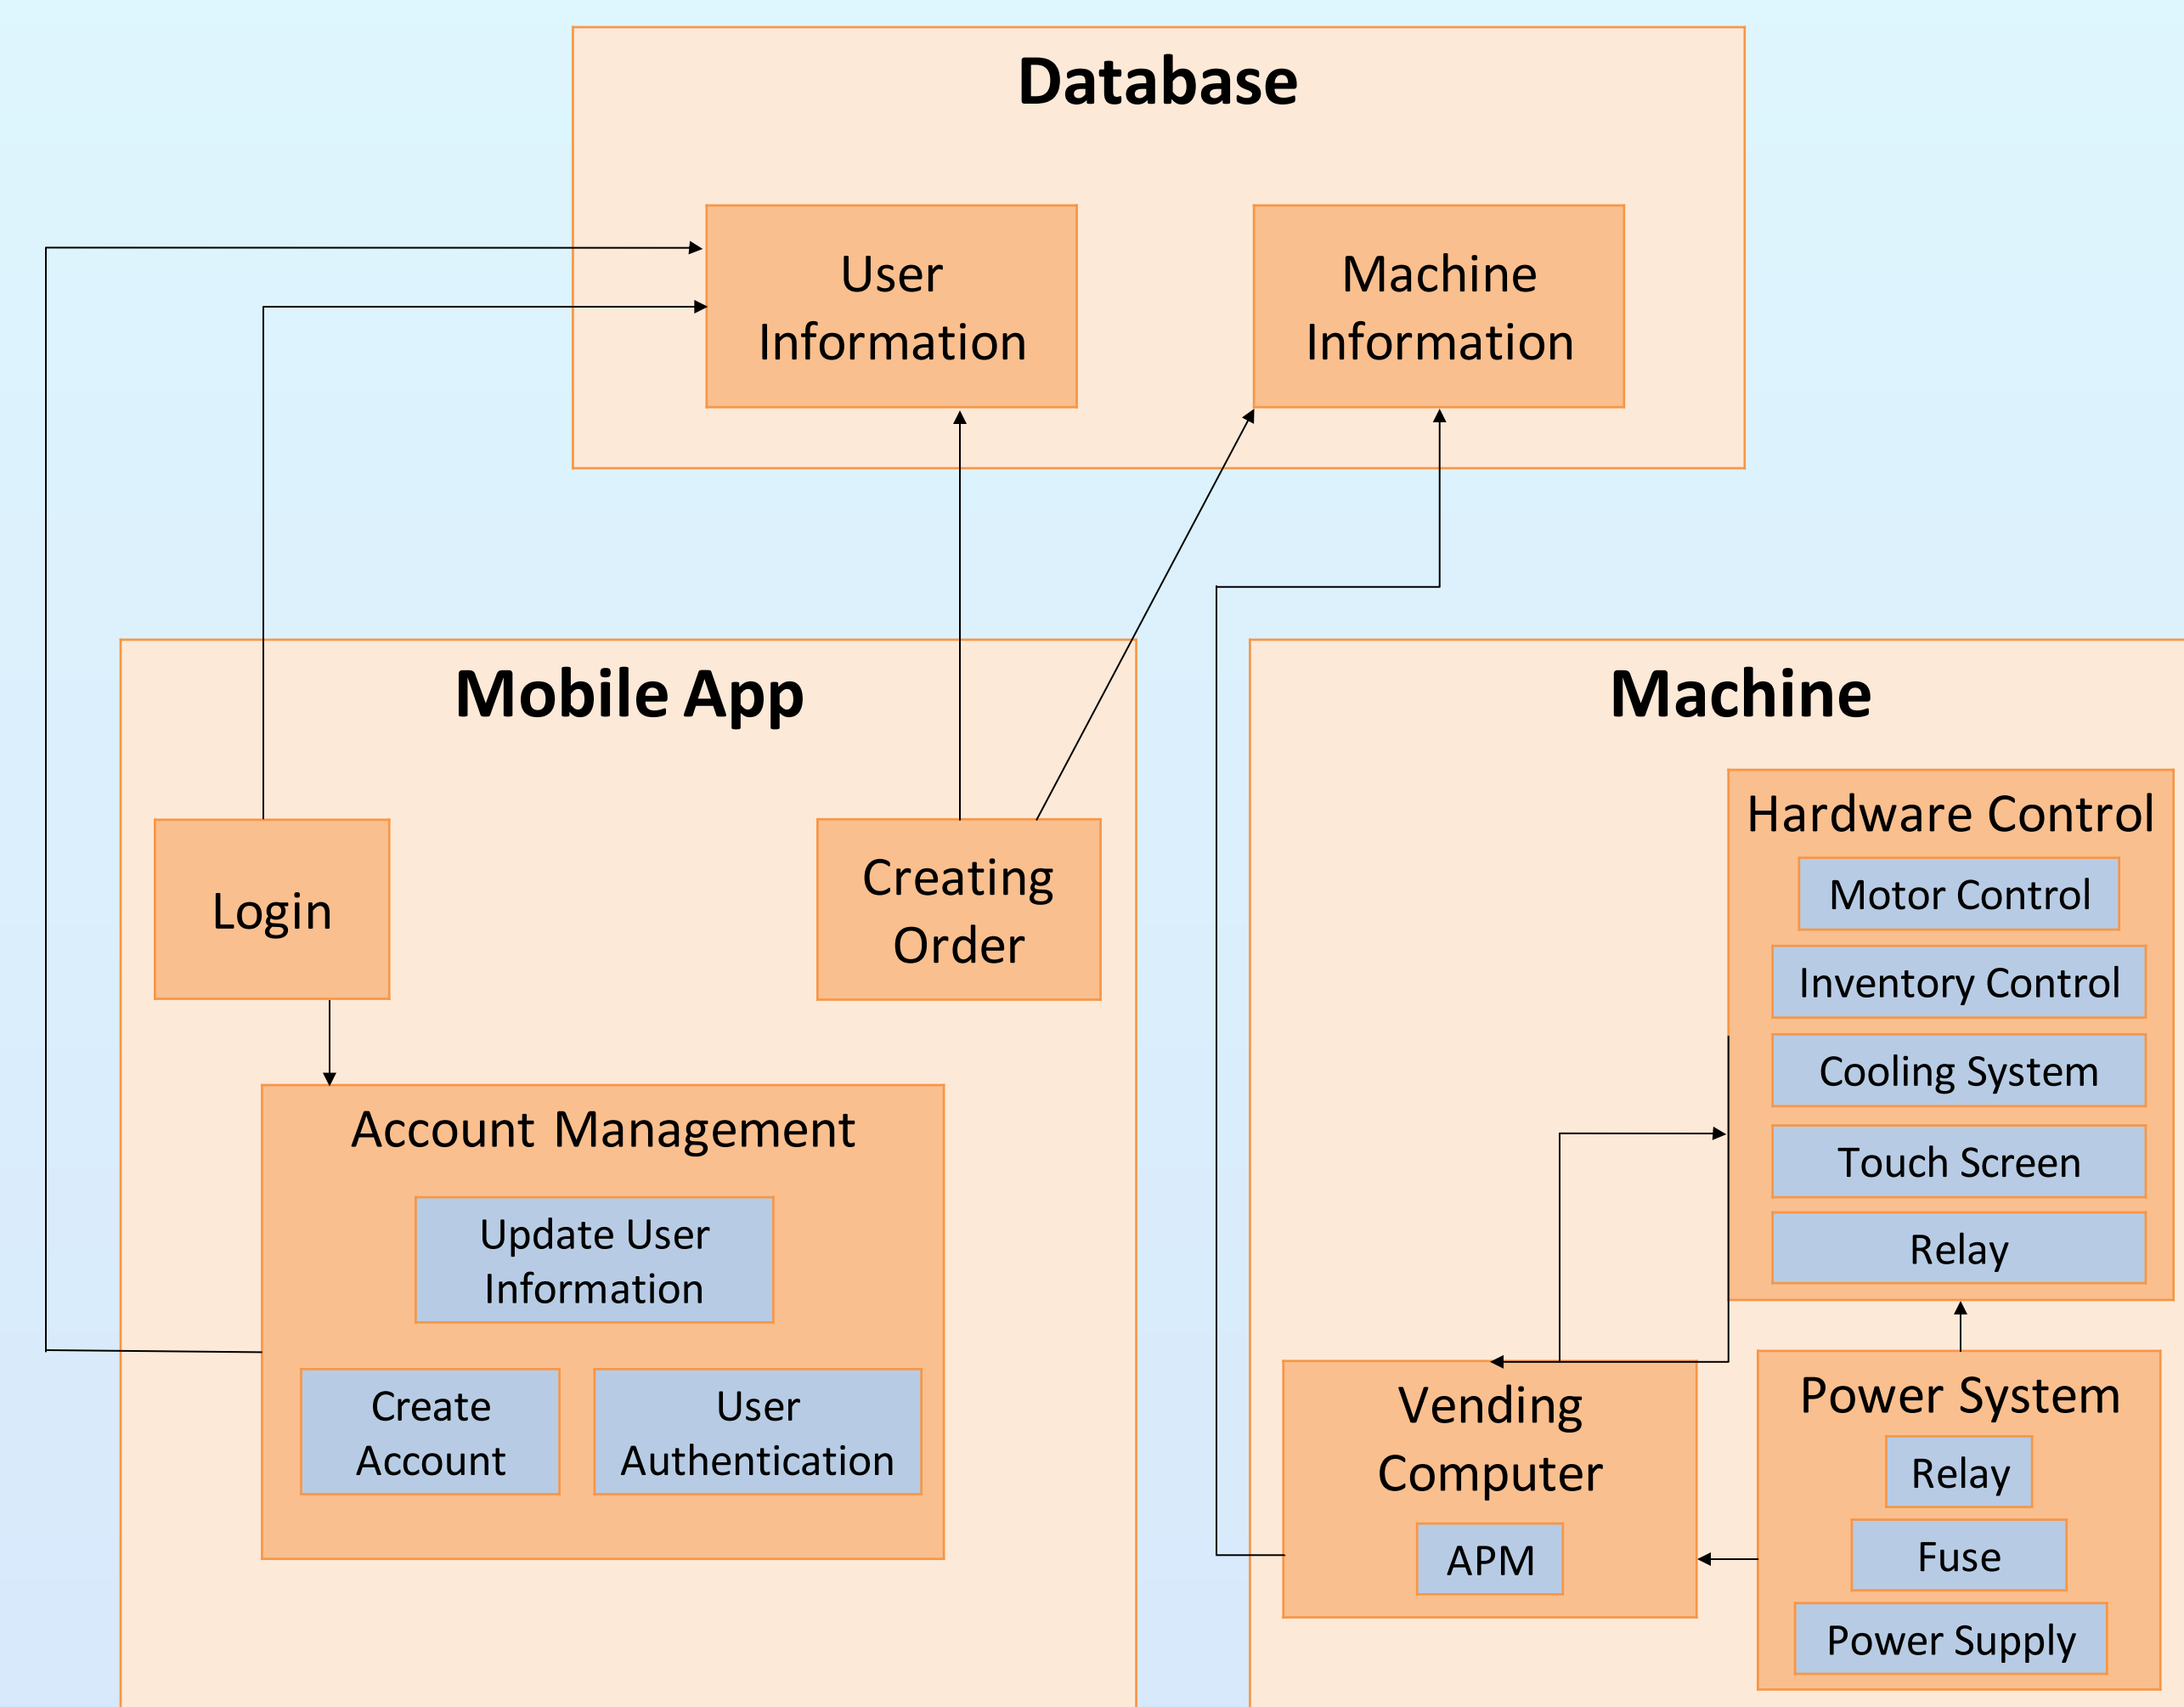 Database
User
Information
Machine
Information
Mobile App
Login
Creating
Order
Account Management
Update User
Information
Create
Account
User
Authentication
Machine
Hardware Control
Motor Control
Inventory Control
Cooling System
Touch Screen
Relay
Vending
Computer
APM
Power System
Relay
Fuse
Power Supply